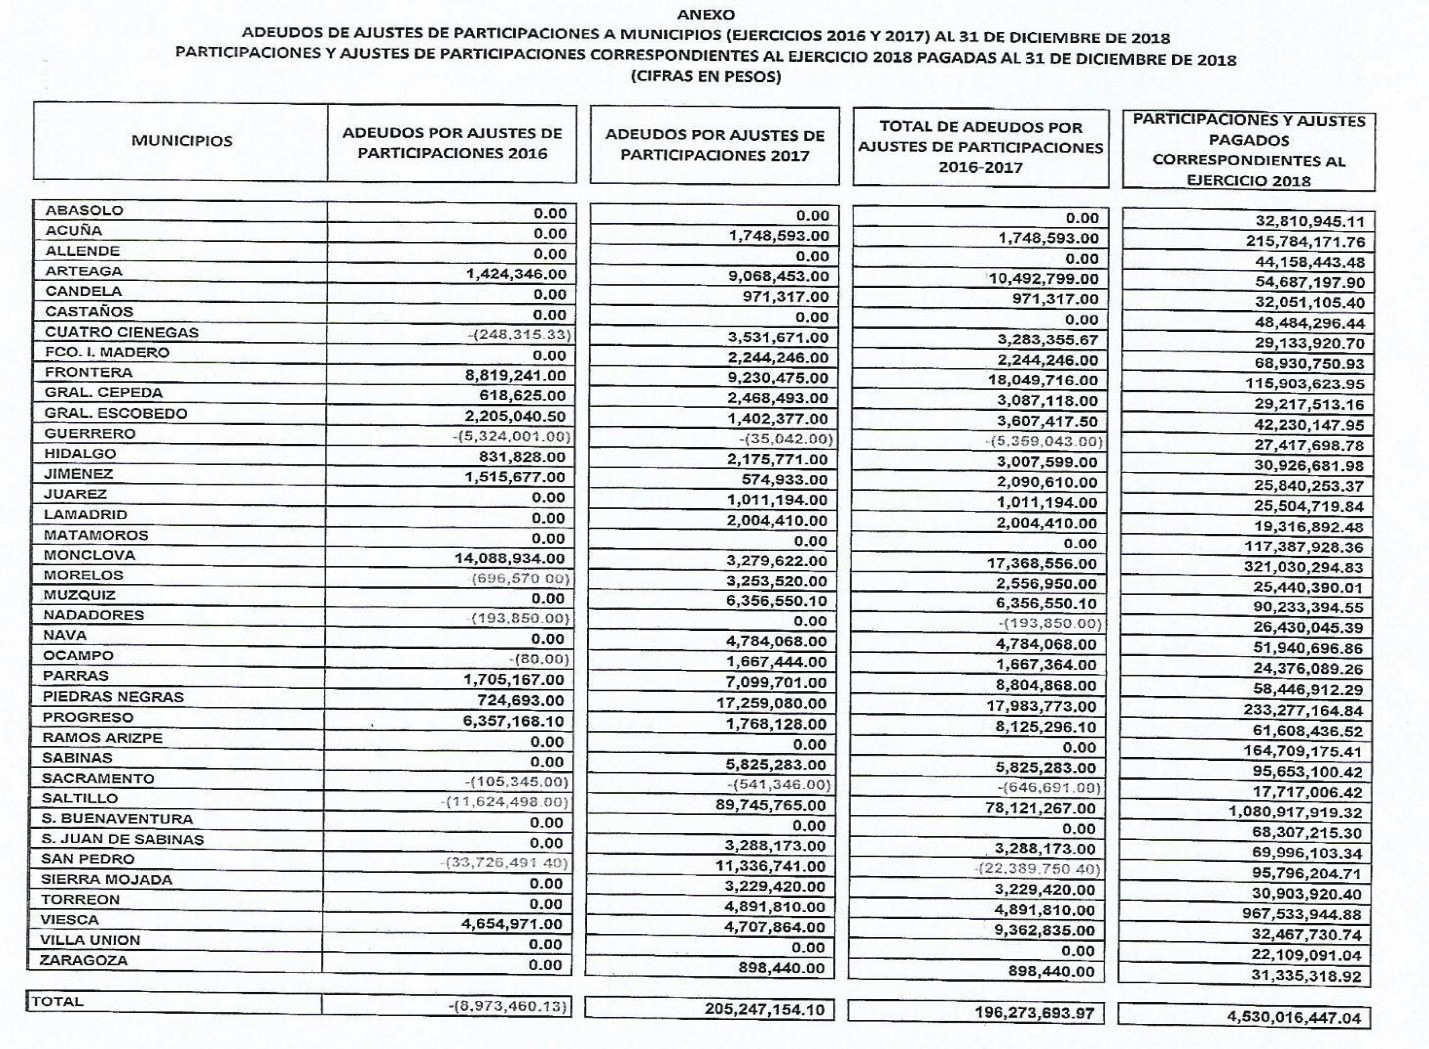 ANEXO
ADEUDOS DE AJUSTES DE PARTICIPACIONES A MUNICIPIOS (EJERCICIOS 2016 Y 2017) AL 31 DE DICIEMBRE DE 2018
PARTICIPACIONES Y AJUSTES DE PARTICIPACIONES CORRESPONDIENTES AL EJERCICIO 2018 PAGADAS AL 31 DE DICIEMBRE DE 2018
(CIFRAS EN PESOS)
MUNICIPIOS ADEUDOS POR AJUSTES DE PARTICIPACIONES 2016 ADEUDOS POR AJUSTES DE PARTICIPACIONES 2017 TOTAL DE ADEUDOS POR AJUSTES DE PARTICIPACIONES 2016-2017 PARTICIPACIONES Y AJUSTES PAGADOS CORRESPONDIENTES AL EJERCICIO 2018
ABASOLO 0.00 0.00 0.00 32,810,945.11
ACUÑA 0.00 1,748,593.00 1,748,593.00 215,784,171.76
ALLENDE 0.00 0.00 0.00 44,158,443.48
ARTEAGA 1,424,346.00 9,068,453.00 10,492,799.00 54,687,197.90
CANDELA 0.00 971,317.00 971,317.00 32,051,105.40
CASTAÑOS 0.00 0.00 0.00 48,484,296.44
CUATRO CIENEGAS -(248,315.33) 3,531,671.00 3,283,355.67 29,133,920.70
FCO. I. MADERO 0.00 2,244,246.00 2,244,246.00 68,930,750.93
FRONTERA 8,819,241.00 9,230,475.00 18,049,716.00 115,903,623.95
GRAL. CEPEDA 618,625.00 2,468,493.00 3,087,118.00 29,217,513.16
GRAL. ESCOBEDO 2,205,040.50 1,402,377.00 3,607,417.50 42,230,147.95
GUERRERO -(5,324,001.00) -(35,042.00) -(5,359,043.00) 27,417,698.78
HIDALGO 831,828.00 2,175,771.00 3,007,599.00 30,926,681.98
JIMENEZ 1,515,677.00 574,933.00 2,090,610.00 25,840,253.37
JUAREZ 0.00 1,011,194.00 1,011,194.00 25,504,719.84
LAMADRID 0.00 2,004,410.00 2,004,410.00 19,316,892.48
MATAMOROS 0.00 0.00 0.00 117,387,928.36
MONCLOVA 14,088,934.00 3,279,622.00 17,368,556.00 321,030,294.83
MORELOS -(696,570.00) 3,253,520.00 2,556,950.00 25,440,390.01
MUZQUIZ 0.00 6,356,550.10 6,356,550.10 90,233,394.55
NADADORES -(193,850.00) 0.00 -(193,850.00) 26,430,045.39
NAVA 0.00 4,784,068.00 4,784,068.00 51,940,696.86
OCAMPO -(80.00) 1,667,444.00 1,667,364.00 24,376,089.26
PARRAS 1,705,167.00 7,099,701.00 8,804,868.00 58,446,912.29
PIEDRAS NEGRAS 724,693.00 17,259,080.00 17,983,773.00 233,277,164.84
PROGRESO 6,357,168.10 1,768,128.00 8,125,296.10 61,608,436.52
RAMOS ARIZPE 0.00 0.00 0.00 164,709,175.41
SABINAS 0.00 5,825,283.00 5,825,283.00 95,653,100.42
SACRAMENTO -(105,345.00) -(541,346.00) -(646,691.00) 17,717,006.42
SALTILLO -(11,624,498.00) 89,745,765.00 78,121,267.00 1,080,917,919.32
S. BUENAVENTURA 0.00 0.00 0.00 68,307,215.30
S. JUAN DE SABINAS 0.00 3,288,173.00 3,288,173.00 69,996,103.34
SAN PEDRO -(33,726,491.40) 11,336,741.00 -(22,389,750.40) 95,796,204.71
SIERRA MOJADA 0.00 3,229,420.00 3,229,420.00 30,903,920.40
TORREON 0.00 4,891,810.00 4,891,810.00 967,533,944.88
VIESCA 4,654,971.00 4,707,864.00 9,362,835.00 32,467,730.74
VILLA UNION 0.00 0.00 0.00 22,109,091.04
ZARAGOZA 0.00 898,440.00 898,440.00 31,335,318.92
TOTAL -(8,973,460.13) 205,247,154.10 196,273,693.97 4,530,016,447.04